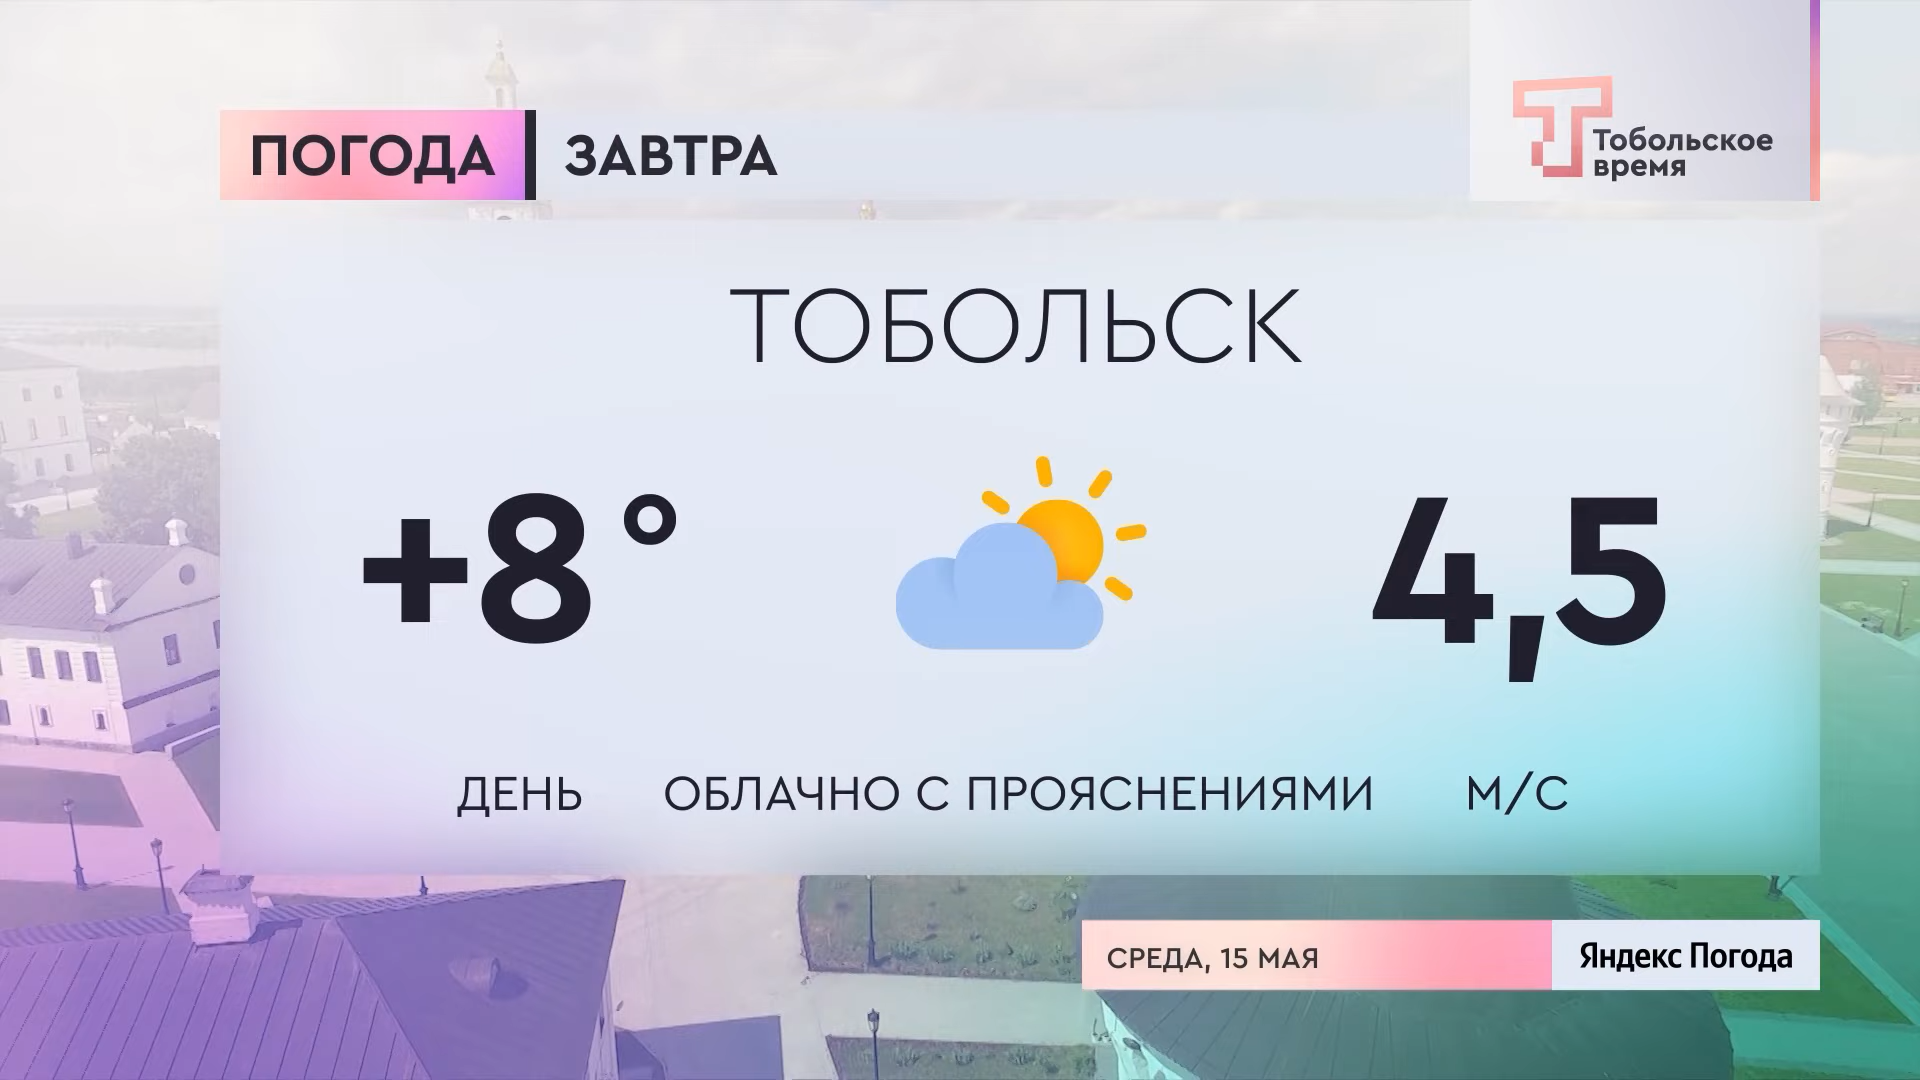 ПОГОДА ЗАВТРА
Тобольское
время
ТОБОЛЬСК
+8° 4,5
ДЕНЬ ОБЛАЧНО С ПРОЯСНЕНИЯМИ М/С
СРЕДА, 15 МАЯ Яндекс Погода